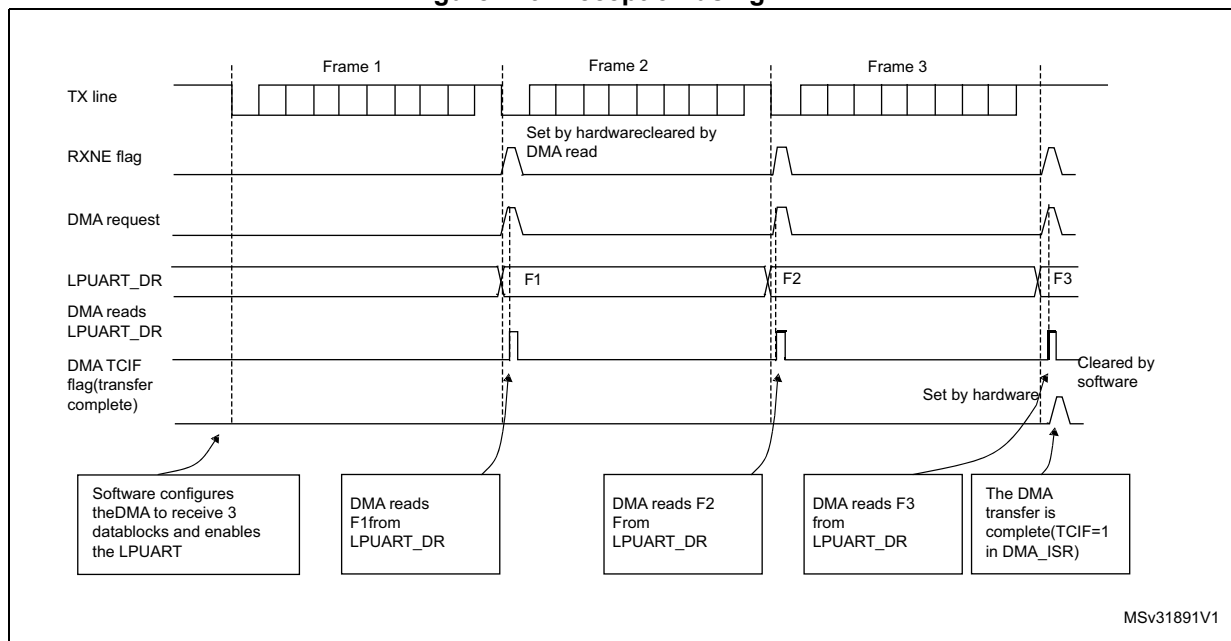 Frame 1
Frame 2
Frame 3
TX line
Set by hardwarecleared by
DMA read
RXNE flag
DMA request
LPUART_DR
F1
F2
F3
DMA reads
LPUART_DR
DMA TCIF
flag(transfer
complete)
Set by hardware
Cleared by
software
Software configures
theDMA to receive 3
datablocks and enables
the LPUART
DMA reads
F1from
LPUART_DR
DMA reads F2
From
LPUART_DR
DMA reads F3
from
LPUART_DR
The DMA
transfer is
complete(TCIF=1
in DMA_ISR)
MSv31891V1